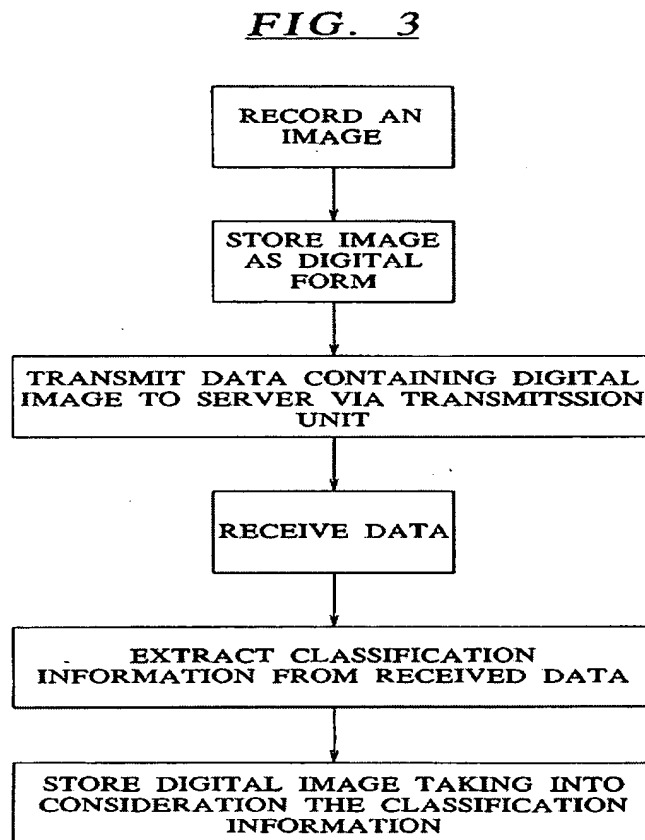 FIG. 3
RECORD AN
IMAGE
STORE IMAGE
AS DIGITAL
FORM
TRANSMIT DATA CONTAINING DIGITAL
IMAGE TO SERVER VIA TRANSMITSSION
UNIT
RECEIVE DATA
EXTRACT CLASSIFICATION
INFORMATION FROM RECEIVED DATA
STORE DIGITAL IMAGE TAKING INTO
CONSIDERATION THE CLASSIFICATION
INFORMATION